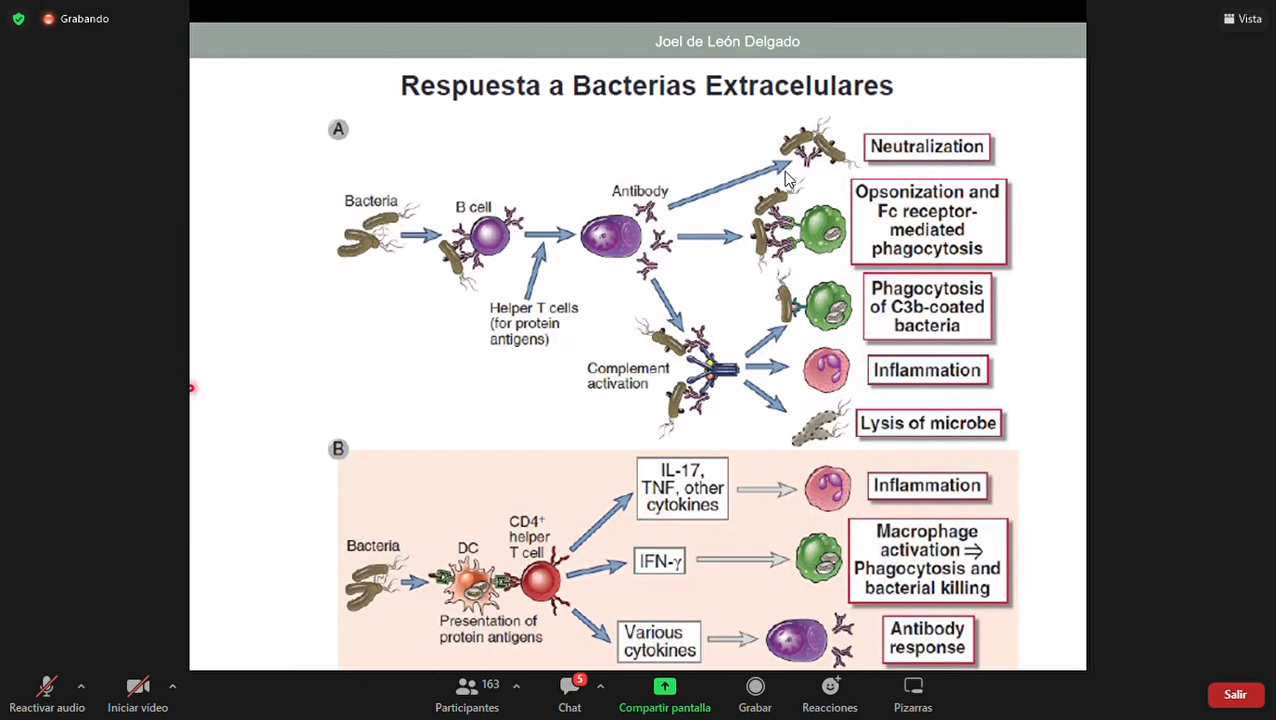 Grabando
Vista
Joel de León Delgado
Respuesta a Bacterias Extracelulares
A
Neutralization
Bacteria
B cell
Antibody
Opsonization and
Fc receptor-
mediated
phagocytosis
Helper T cells
(for protein
antigens)
Phagocytosis
of C3b-coated
bacteria
Complement
activation
Inflammation
Lysis of microbe
B
IL-17,
TNF, other
cytokines
Inflammation
Bacteria
DC
CD4+
helper
T cell
IFN-γ
Macrophage
activation ⇒
Phagocytosis and
bacterial killing
Presentation of
protein antigens
Various
cytokines
Antibody
response
Reactivar audio
Iniciar vídeo
163
Participantes
5
Chat
Compartir pantalla
Grabar
Reacciones
Pizarras
Salir